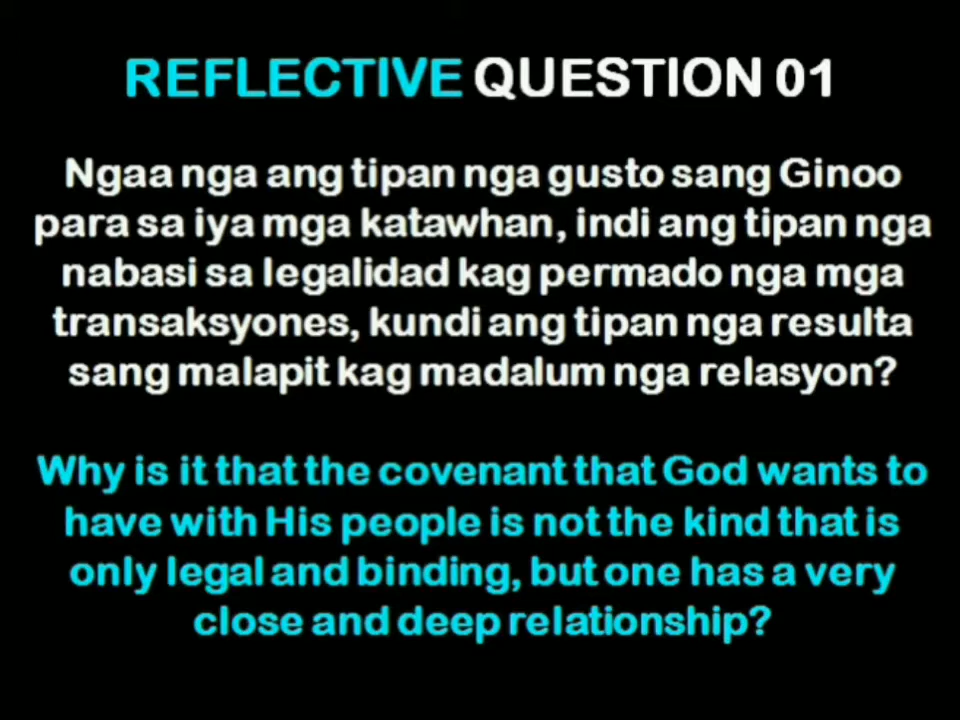 REFLECTIVE QUESTION 01
Ngaa nga ang tipan nga gusto sang Ginoo
para sa iya mga katawhan, indi ang tipan nga
nabasi sa legalidad kag permado nga mga
transaksyones, kundi ang tipan nga resulta
sang malapit kag madalum nga relasyon?
Why is it that the covenant that God wants to
have with His people is not the kind that is
only legal and binding, but one has a very
close and deep relationship?